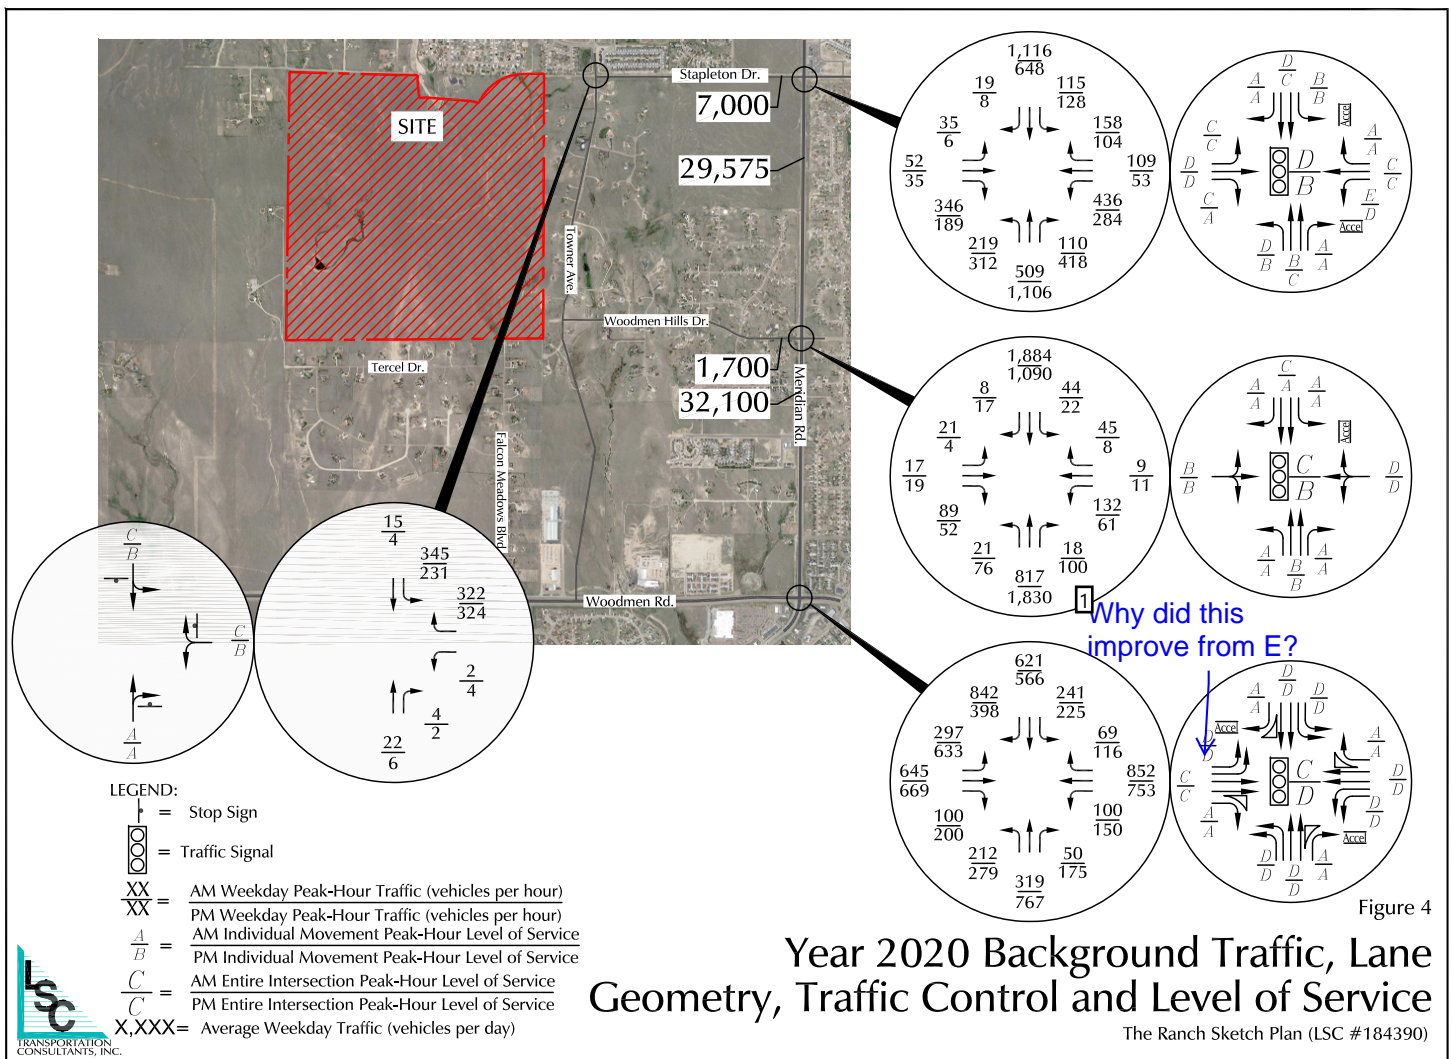 SITE
Stapleton Dr.
7,000
29,575
Towner Ave.
Woodmen Hills Dr.
1,700
32,100
Meridian Rd.
Tercel Dr.
Falcon Meadows Blvd
Woodmen Rd.
1,116
648
19
8
115
128
35
6
158
104
52
35
109
53
346
189
436
284
219
312
110
418
509
1,106
D
C
A
A
B
B
Accel
C
C
A
A
D
D
D
B
C
C
C
A
E
D
Accel
D
B
B
C
A
A
1,884
1,090
8
17
44
22
21
4
45
8
17
19
9
11
89
52
132
61
21
76
18
100
817
1,830
C
A
A
A
A
A
Accel
B
B
C
B
D
D
A
A
B
B
A
A
1
Why did this
improve from E?
621
566
842
398
241
225
297
633
69
116
645
669
852
753
100
200
100
150
212
279
50
175
319
767
D
D
A
A
D
D
Accel
D
D
A
A
C
C
C
D
D
D
A
A
D
D
Accel
D
D
D
D
A
A
C
B
C
B
A
A
15
4
345
231
322
324
2
4
4
2
22
6
LEGEND:
= Stop Sign
= Traffic Signal
XX
XX
= AM Weekday Peak-Hour Traffic (vehicles per hour)
PM Weekday Peak-Hour Traffic (vehicles per hour)
A
B
= AM Individual Movement Peak-Hour Level of Service
PM Individual Movement Peak-Hour Level of Service
C
C
= AM Entire Intersection Peak-Hour Level of Service
PM Entire Intersection Peak-Hour Level of Service
X,XXX= Average Weekday Traffic (vehicles per day)
LSC
TRANSPORTATION
CONSULTANTS, INC.
Figure 4
Year 2020 Background Traffic, Lane
Geometry, Traffic Control and Level of Service
The Ranch Sketch Plan (LSC #184390)